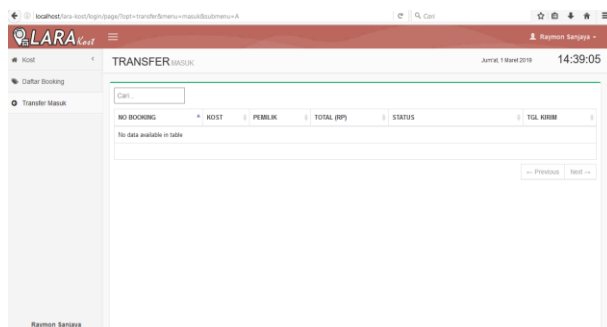 localhost/lara-kost/login/page/?opt=transfer&menu=masuk&submenu=A
Cari
LARA Kost
Raymon Sanjaya
Kost
TRANSFER MASUK
Jum'at, 1 Maret 2019
14:39:05
Daftar Booking
Transfer Masuk
Cari...
NO BOOKING KOST PEMILIK TOTAL (RP) STATUS TGL KIRIM
No data available in table
← Previous Next →
Raymon Sanjaya